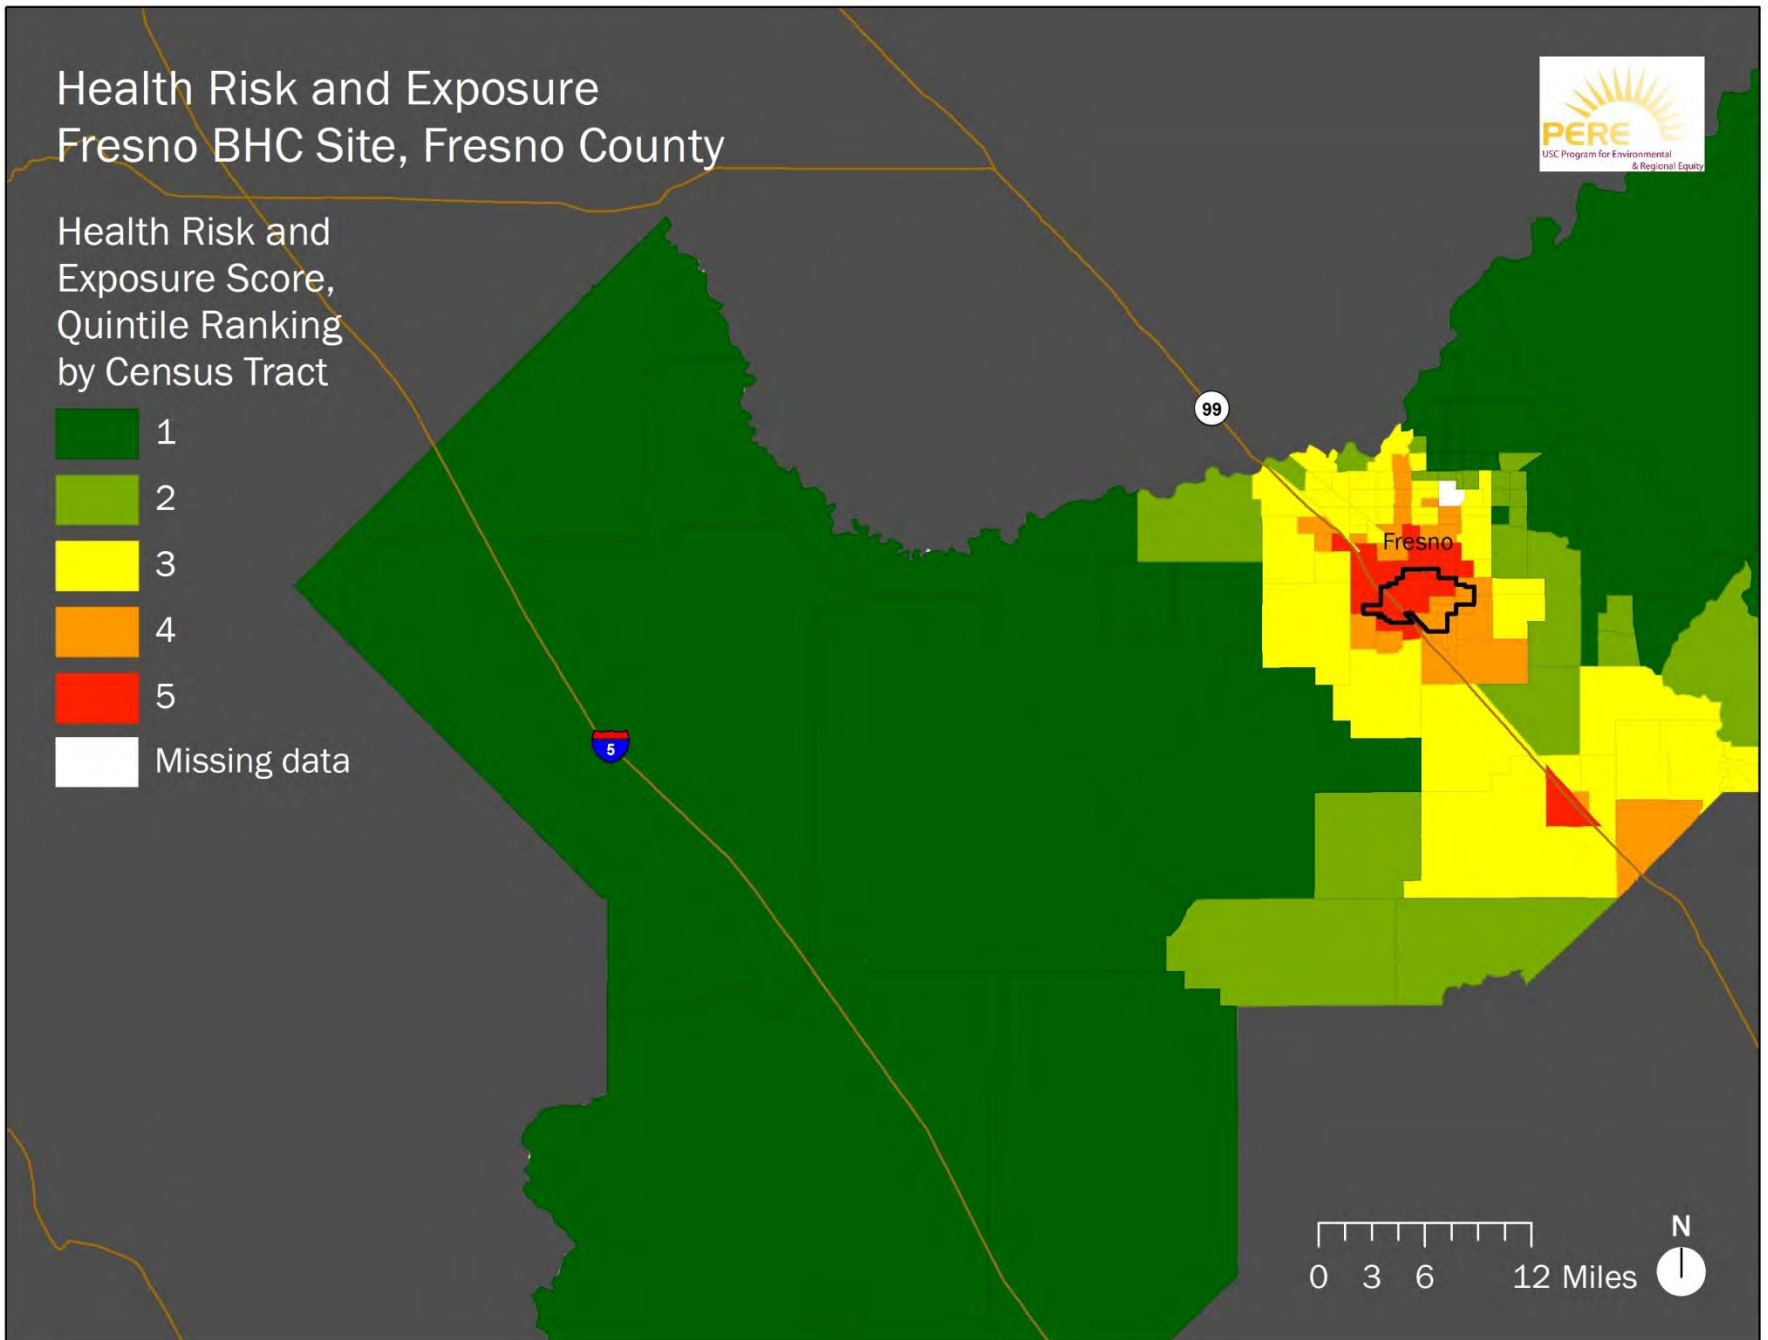 Health Risk and Exposure
Fresno BHC Site, Fresno County
PERE
USC Program for Environmental
& Regional Equity
Health Risk and
Exposure Score,
Quintile Ranking
by Census Tract
1
2
3
4
5
Missing data
99
Fresno
5
N
0 3 6 12 Miles